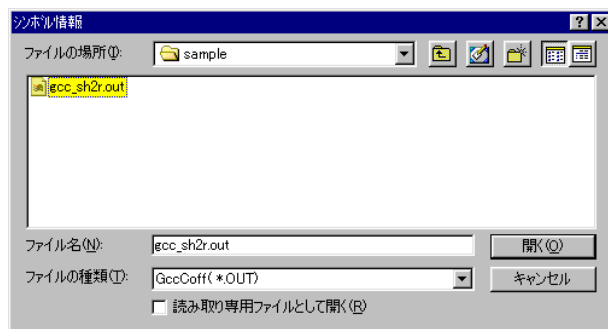 シンボル情報
ファイルの場所(I):
sample
gcc_sh2r.out
ファイル名(N):
gcc_sh2r.out
開く(O)
ファイルの種類(T):
GccCoff( *.OUT)
キャンセル
読み取り専用ファイルとして開く(R)